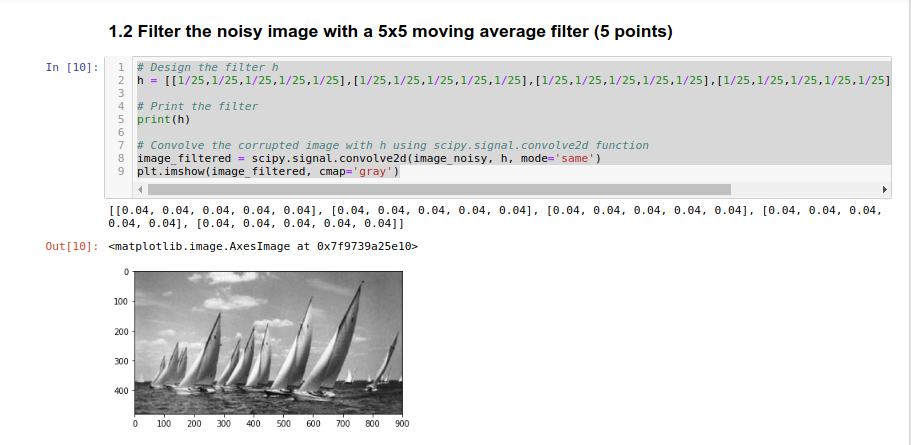 1.2 Filter the noisy image with a 5x5 moving average filter (5 points)
In [10]:
1 # Design the filter h
2 h = [[1/25,1/25,1/25,1/25,1/25],[1/25,1/25,1/25,1/25,1/25],[1/25,1/25,1/25,1/25,1/25],[1/25,1/25,1/25,1/25,1/25]
3
4 # Print the filter
5 print(h)
6
7 # Convolve the corrupted image with h using scipy.signal.convolve2d function
8 image_filtered = scipy.signal.convolve2d(image_noisy, h, mode='same')
9 plt.imshow(image_filtered, cmap='gray')
[[0.04, 0.04, 0.04, 0.04, 0.04], [0.04, 0.04, 0.04, 0.04, 0.04], [0.04, 0.04, 0.04, 0.04, 0.04], [0.04, 0.04, 0.04,
0.04, 0.04], [0.04, 0.04, 0.04, 0.04, 0.04]]
Out[10]: <matplotlib.image.AxesImage at 0x7f9739a25e10>
0
100
200
300
400
0 100 200 300 400 500 600 700 800 900